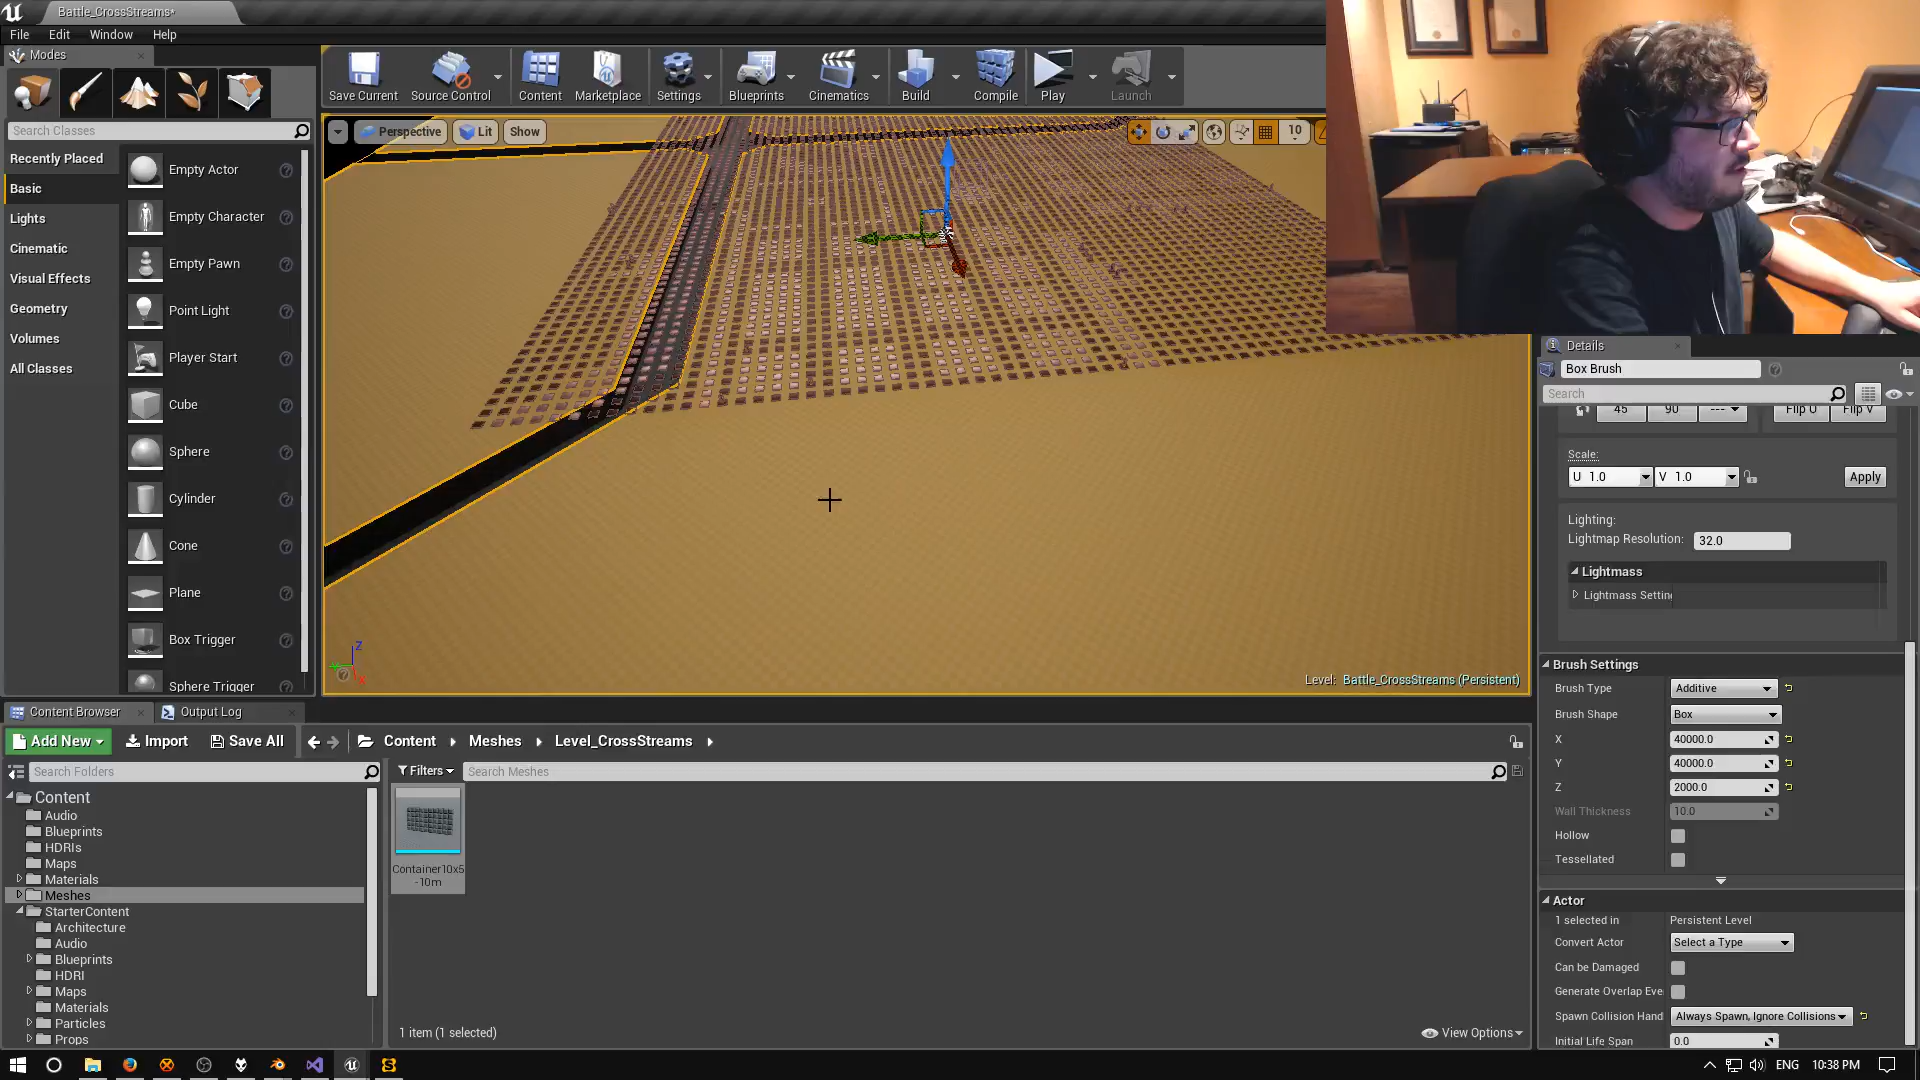 Battle_CrossStreams*
File Edit Window Help
Modes
Search Classes
Recently Placed
Basic
Lights
Cinematic
Visual Effects
Geometry
Volumes
All Classes
Empty Actor
Empty Character
Empty Pawn
Point Light
Player Start
Cube
Sphere
Cylinder
Cone
Plane
Box Trigger
Sphere Trigger
Save Current Source Control Content Marketplace Settings Blueprints Cinematics Build Compile Play Launch
Perspective Lit Show 10
Z
Level: Battle_CrossStreams (Persistent)
Content Browser Output Log
Add New Import Save All Content Meshes Level_CrossStreams
Search Folders
Filters Search Meshes
Content
Audio
Blueprints
HDRIs
Maps
Materials
Meshes
StarterContent
Architecture
Audio
Blueprints
HDRI
Maps
Materials
Particles
Props
Container10x5
-10m
1 item (1 selected)
View Options
Details
Box Brush
Search
45 90 --- Flip U Flip V
Scale:
U 1.0 V 1.0 Apply
Lighting:
Lightmap Resolution: 32.0
Lightmass
Lightmass Settin
Brush Settings
Brush Type Additive
Brush Shape Box
X 40000.0
Y 40000.0
Z 2000.0
Wall Thickness 10.0
Hollow
Tessellated
Actor
1 selected in Persistent Level
Convert Actor Select a Type
Can be Damaged
Generate Overlap Eve
Spawn Collision Hand Always Spawn, Ignore Collisions
Initial Life Span 0.0
ENG 10:38 PM